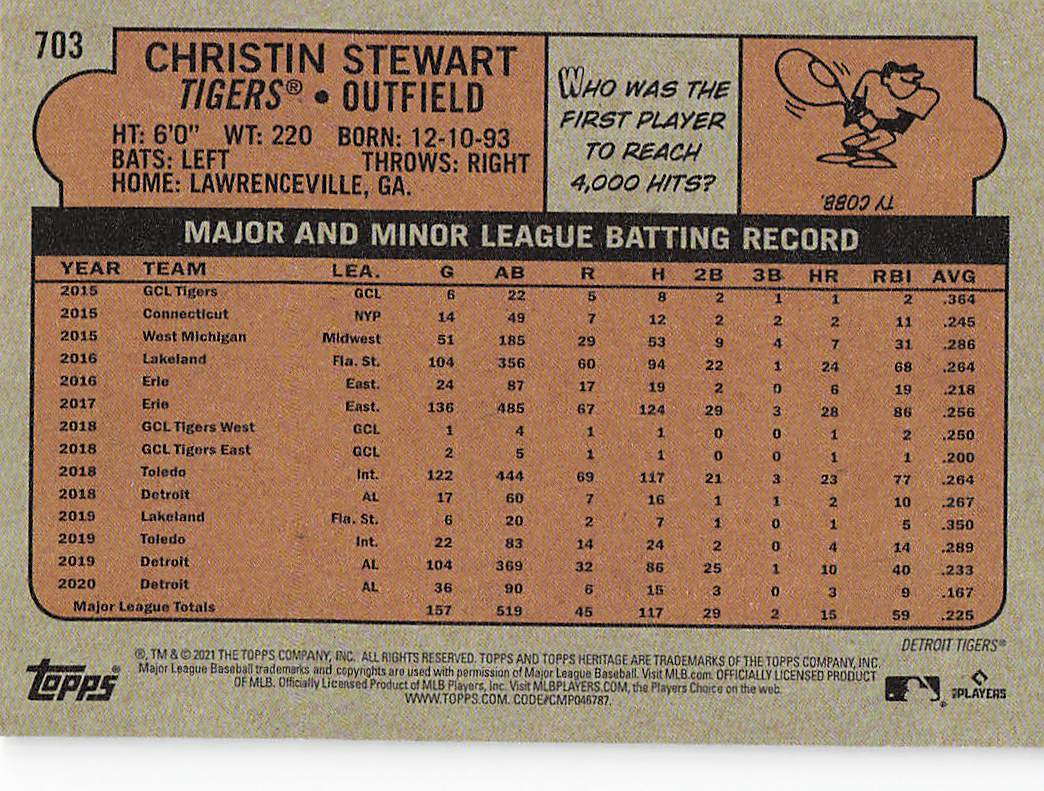 703
CHRISTIN STEWART
TIGERS® • OUTFIELD
HT: 6'0" WT: 220 BORN: 12-10-93
BATS: LEFT THROWS: RIGHT
HOME: LAWRENCEVILLE, GA.
WHO WAS THE
FIRST PLAYER
TO REACH
4,000 HITS?
TY COBB.
MAJOR AND MINOR LEAGUE BATTING RECORD
YEAR TEAM LEA. G AB R H 2B 3B HR RBI AVG
2015 GCL Tigers GCL 6 22 5 8 2 1 1 2 .364
2015 Connecticut NYP 14 49 7 12 2 2 2 11 .245
2015 West Michigan Midwest 51 185 29 53 9 4 7 31 .286
2016 Lakeland Fla. St. 104 356 60 94 22 1 24 68 .264
2016 Erie East. 24 87 17 19 2 0 6 19 .218
2017 Erie East. 136 485 67 124 29 3 28 86 .256
2018 GCL Tigers West GCL 1 4 1 1 0 0 1 2 .250
2018 GCL Tigers East GCL 2 5 1 1 0 0 1 1 .200
2018 Toledo Int. 122 444 69 117 21 3 23 77 .264
2018 Detroit AL 17 60 7 16 1 1 2 10 .267
2019 Lakeland Fla. St. 6 20 2 7 1 0 1 5 .350
2019 Toledo Int. 22 83 14 24 2 0 4 14 .289
2019 Detroit AL 104 369 32 86 25 1 10 40 .233
2020 Detroit AL 36 90 6 15 3 0 3 9 .167
Major League Totals 157 519 45 117 29 2 15 59 .225
DETROIT TIGERS®
®, TM & © 2021 THE TOPPS COMPANY, INC. ALL RIGHTS RESERVED. TOPPS AND TOPPS HERITAGE ARE TRADEMARKS OF THE TOPPS COMPANY, INC.
Major League Baseball trademarks and copyrights are used with permission of Major League Baseball. Visit MLB.com. OFFICIALLY LICENSED PRODUCT
OF MLB. Officially Licensed Product of MLB Players, Inc. Visit MLBPLAYERS.COM, the Players Choice on the web.
WWW.TOPPS.COM. CODE#CMP046787.
Topps®
PLAYERS